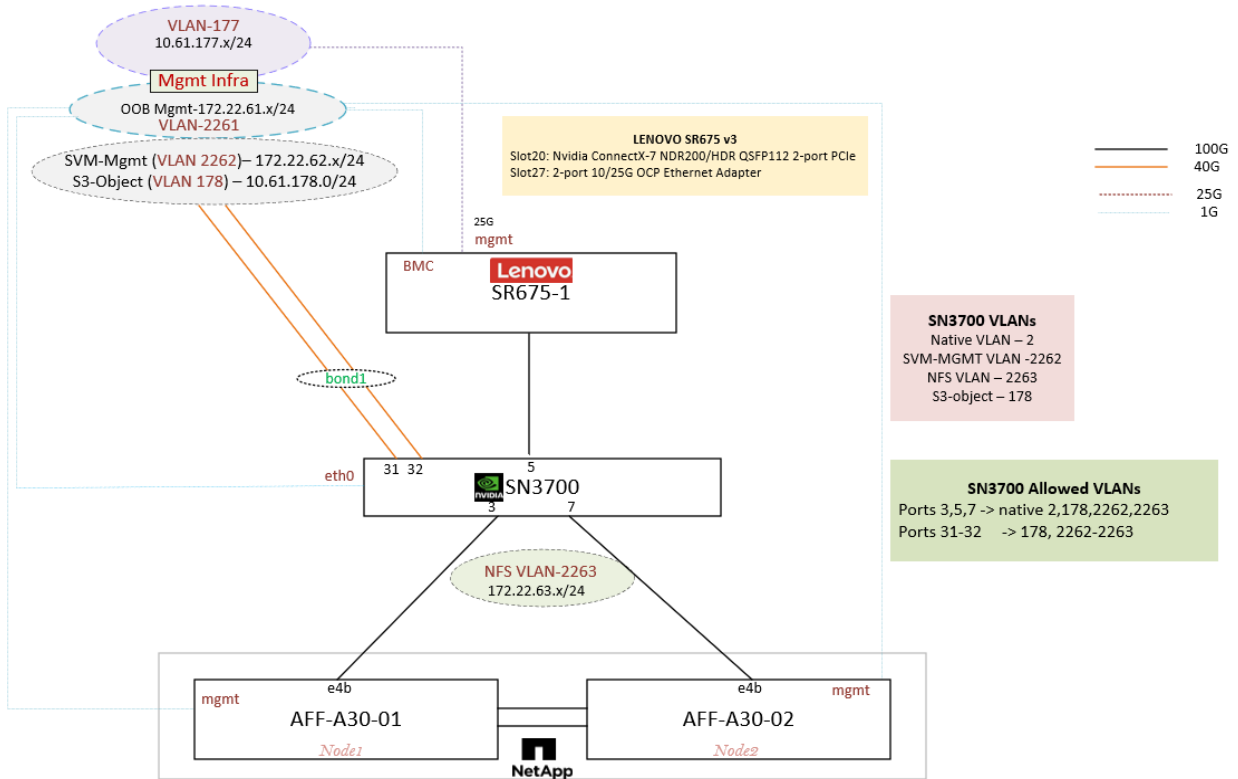 VLAN-177
10.61.177.x/24
Mgmt Infra
OOB Mgmt-172.22.61.x/24
VLAN-2261
SVM-Mgmt (VLAN 2262)– 172.22.62.x/24
S3-Object (VLAN 178) – 10.61.178.0/24
LENOVO SR675 v3
Slot20: Nvidia ConnectX-7 NDR200/HDR QSFP112 2-port PCIe
Slot27: 2-port 10/25G OCP Ethernet Adapter
100G
40G
25G
1G
25G
mgmt
BMC
Lenovo
SR675-1
SN3700 VLANs
Native VLAN – 2
SVM-MGMT VLAN -2262
NFS VLAN – 2263
S3-object – 178
bond1
eth0
31 32
5
NVIDIA
SN3700
3
7
SN3700 Allowed VLANs
Ports 3,5,7 -> native 2,178,2262,2263
Ports 31-32 -> 178, 2262-2263
NFS VLAN-2263
172.22.63.x/24
mgmt
e4b
AFF-A30-01
Node1
e4b
mgmt
AFF-A30-02
Node2
NetApp